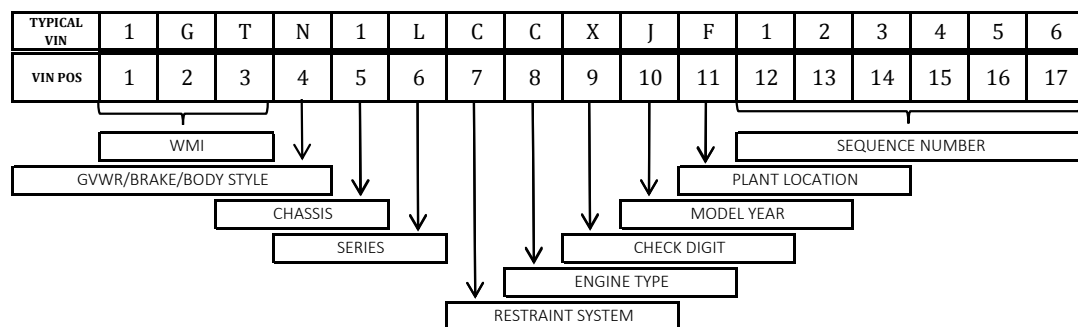 TYPICAL VIN 1 G T N 1 L C C X J F 1 2 3 4 5 6
VIN POS 1 2 3 4 5 6 7 8 9 10 11 12 13 14 15 16 17
WMI SEQUENCE NUMBER
GVWR/BRAKE/BODY STYLE PLANT LOCATION
CHASSIS MODEL YEAR
SERIES CHECK DIGIT
ENGINE TYPE
RESTRAINT SYSTEM